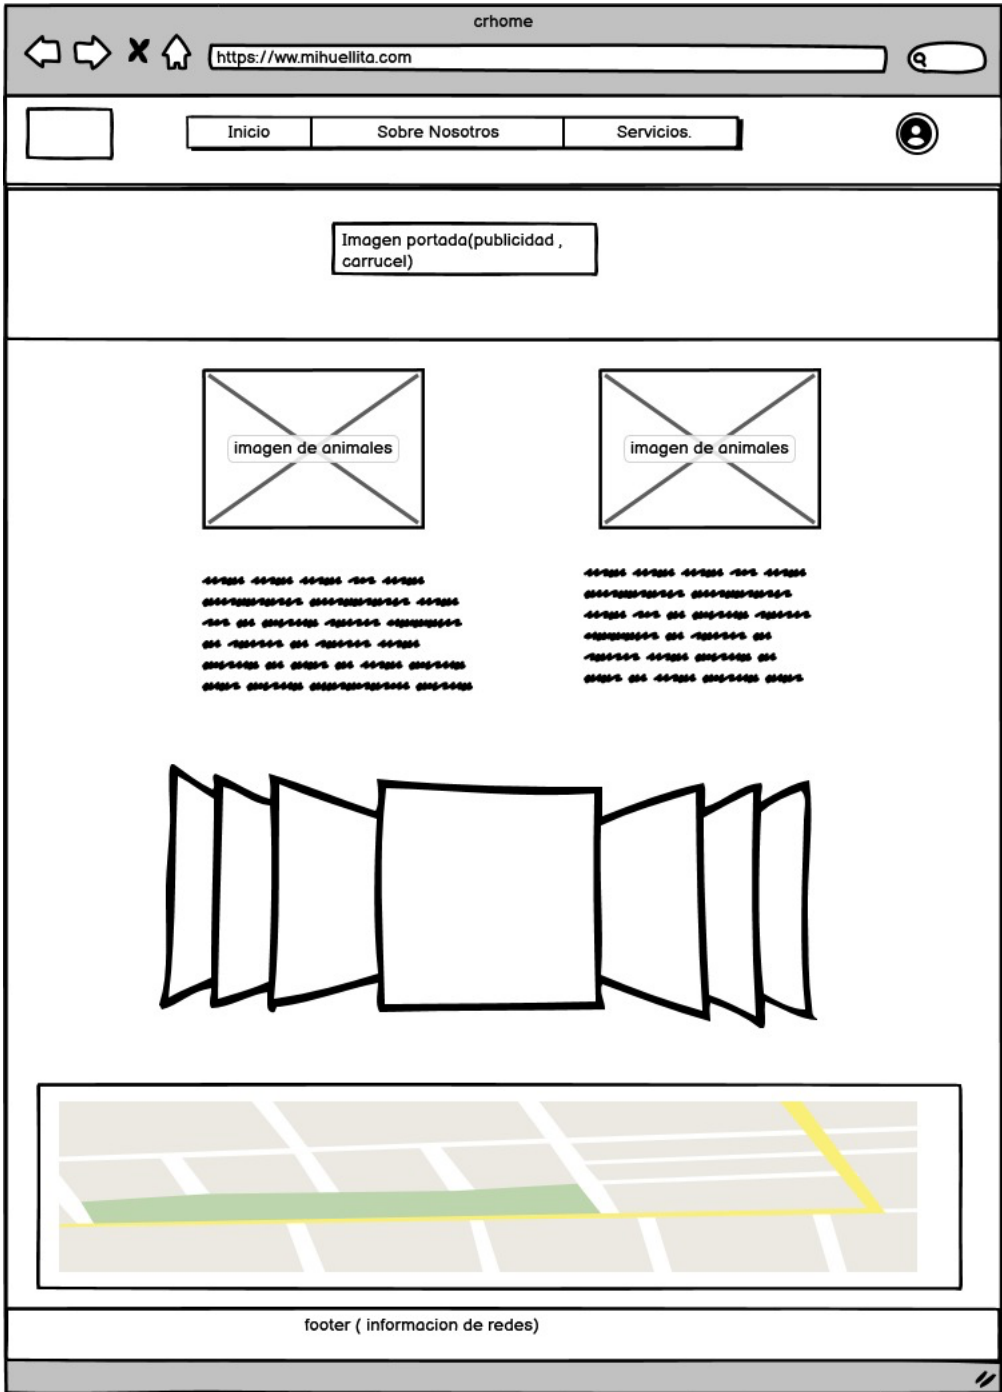 crhome
https://ww.mihuellita.com
Inicio
Sobre Nosotros
Servicios.
Imagen portada(publicidad ,
carrucel)
imagen de animales
imagen de animales
footer ( informacion de redes)